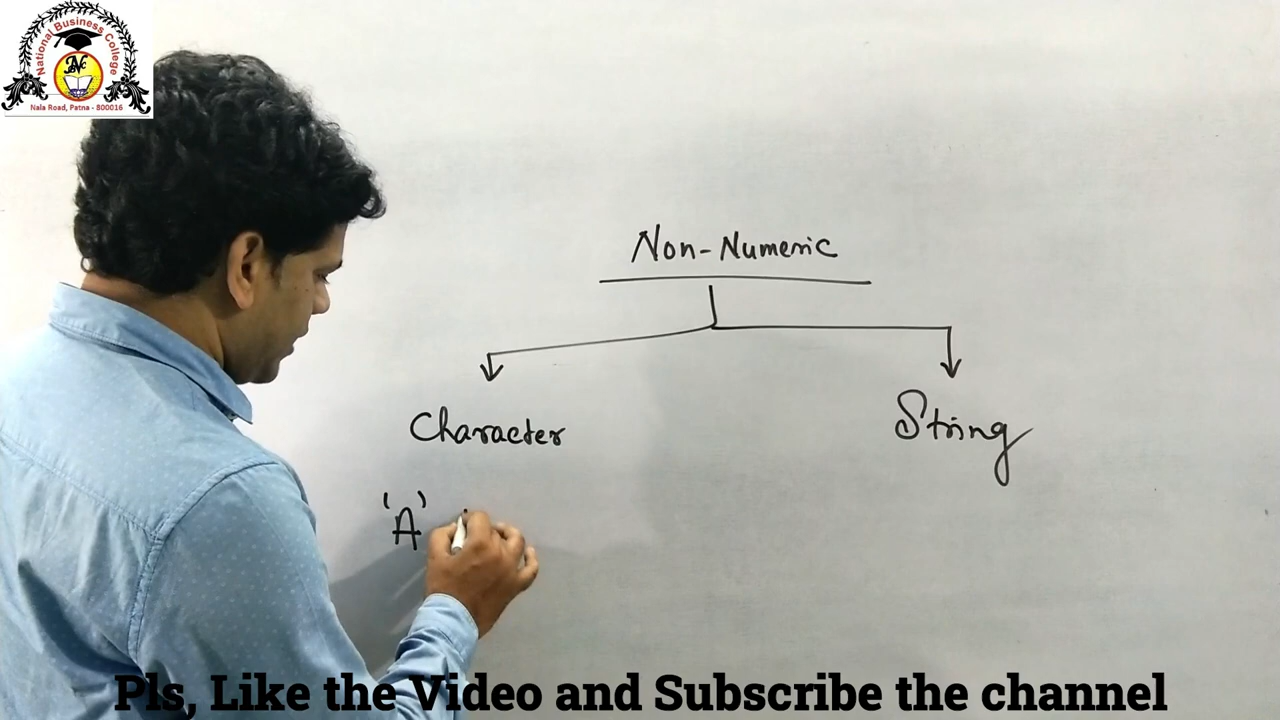 National Business College
NC
Nala Road, Patna - 800016
Non-Numeric
Character
String
'A'
Pls, Like the Video and Subscribe the channel